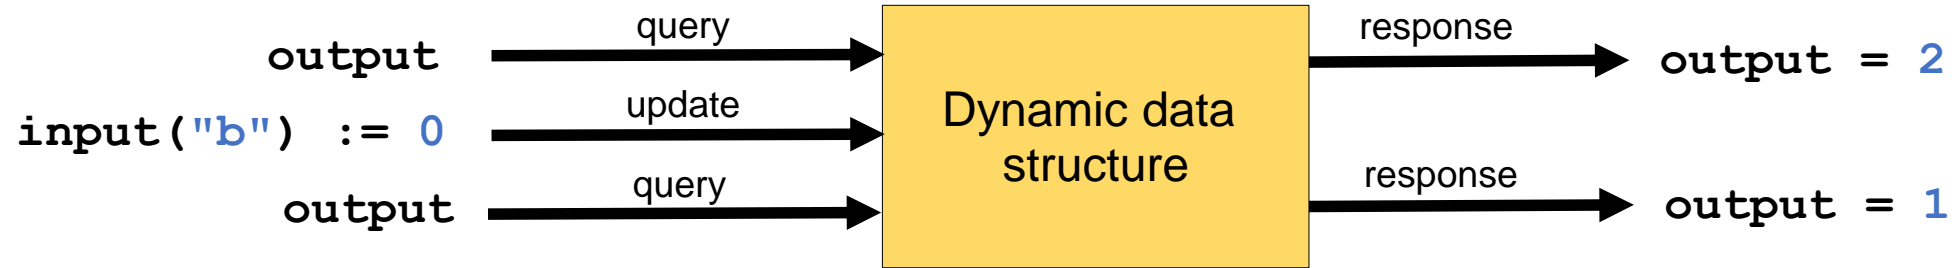 output
query
response
output = 2
input("b") := 0
update
Dynamic data
structure
output
query
response
output = 1